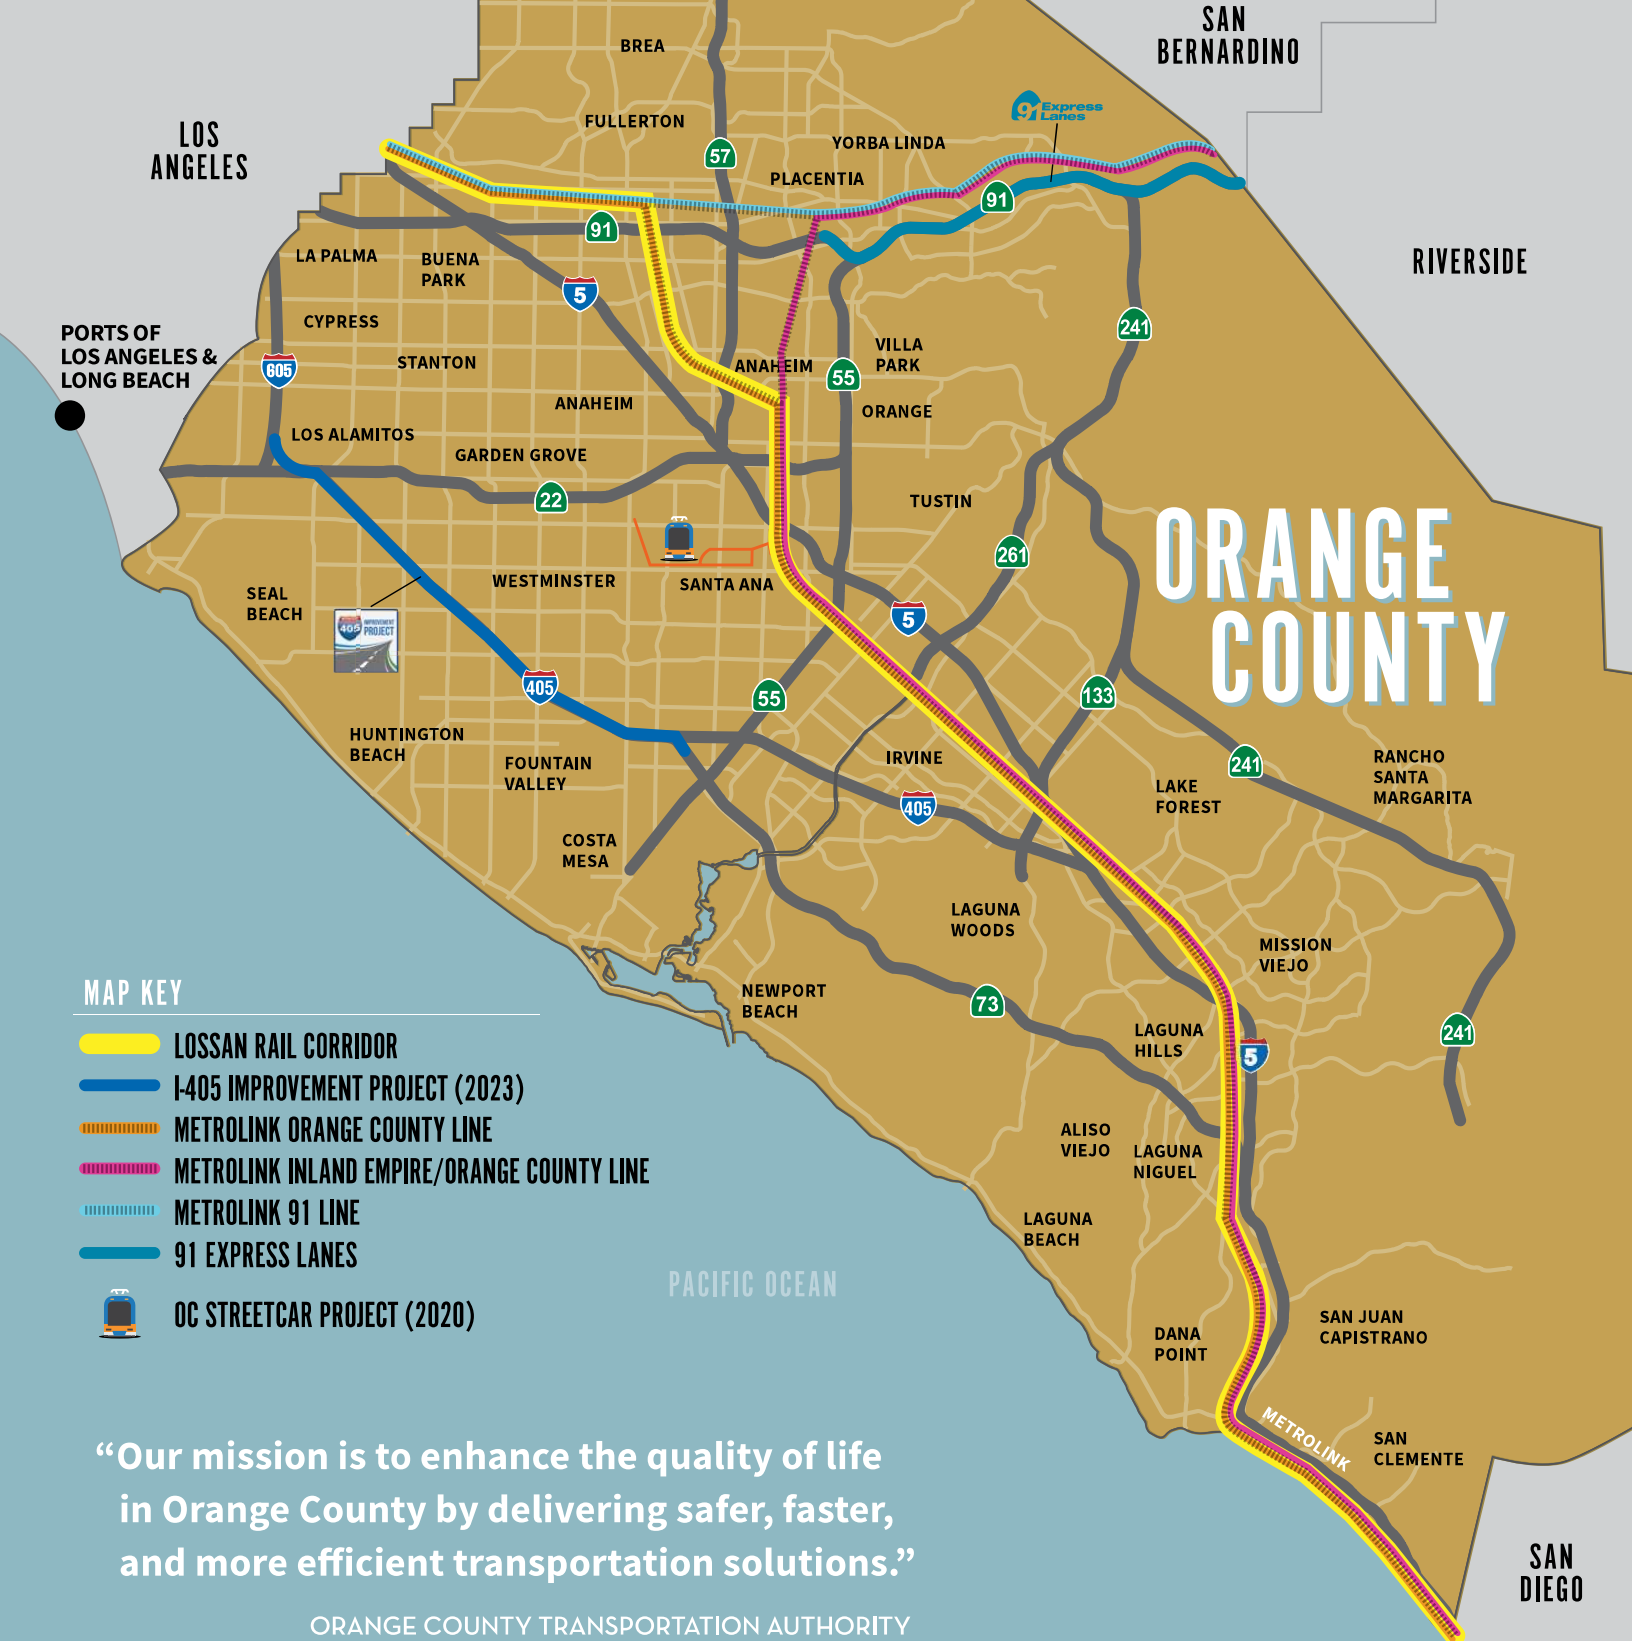 SAN
BERNARDINO
BREA
91 Express
Lanes
FULLERTON
LOS
ANGELES
57
YORBA LINDA
PLACENTIA
91
91
LA PALMA
BUENA
PARK
RIVERSIDE
5
CYPRESS
241
PORTS OF
LOS ANGELES &
LONG BEACH
STANTON
VILLA
PARK
605
ANAHEIM
55
ANAHEIM
ORANGE
LOS ALAMITOS
GARDEN GROVE
22
TUSTIN
ORANGE
COUNTY
261
WESTMINSTER
SANTA ANA
SEAL
BEACH
5
405 IMPROVEMENT
PROJECT
405
55
133
HUNTINGTON
BEACH
FOUNTAIN
VALLEY
IRVINE
241
RANCHO
SANTA
MARGARITA
LAKE
FOREST
405
COSTA
MESA
LAGUNA
WOODS
MISSION
VIEJO
NEWPORT
BEACH
73
LAGUNA
HILLS
5
241
ALISO
VIEJO
LAGUNA
NIGUEL
LAGUNA
BEACH
PACIFIC OCEAN
SAN JUAN
CAPISTRANO
DANA
POINT
METROLINK
SAN
CLEMENTE
SAN
DIEGO
MAP KEY
LOSSAN RAIL CORRIDOR
I-405 IMPROVEMENT PROJECT (2023)
METROLINK ORANGE COUNTY LINE
METROLINK INLAND EMPIRE/ORANGE COUNTY LINE
METROLINK 91 LINE
91 EXPRESS LANES
OC STREETCAR PROJECT (2020)
“Our mission is to enhance the quality of life
in Orange County by delivering safer, faster,
and more efficient transportation solutions.”
ORANGE COUNTY TRANSPORTATION AUTHORITY